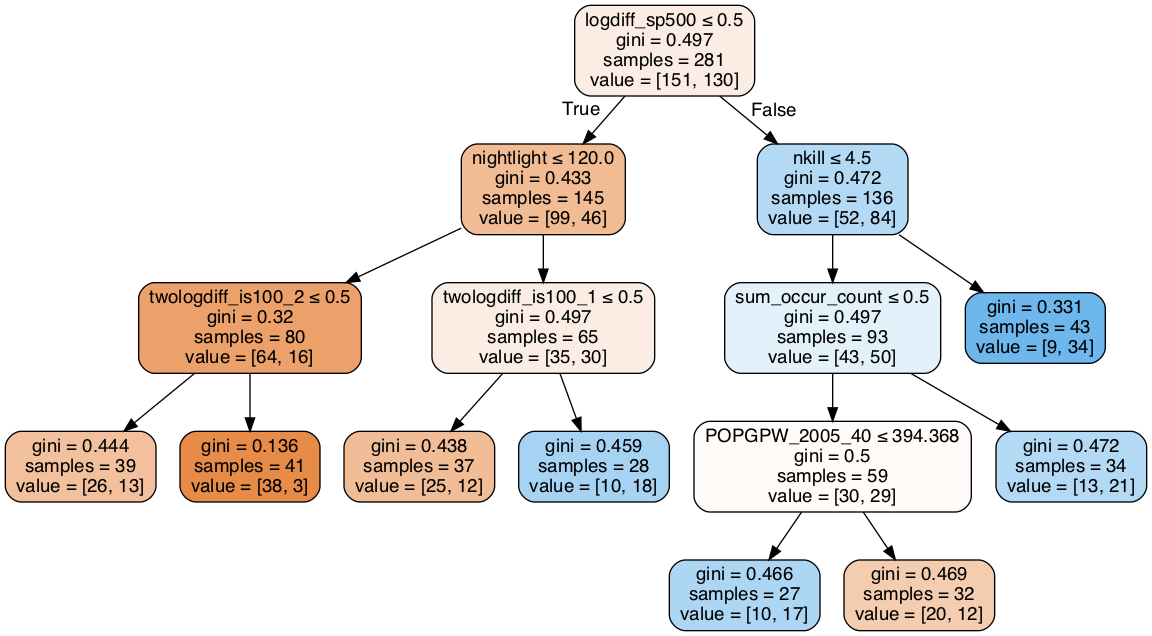 logdiff_sp500 ≤ 0.5
gini = 0.497
samples = 281
value = [151, 130]
True
False
nightlight ≤ 120.0
gini = 0.433
samples = 145
value = [99, 46]
nkill ≤ 4.5
gini = 0.472
samples = 136
value = [52, 84]
twologdiff_is100_2 ≤ 0.5
gini = 0.32
samples = 80
value = [64, 16]
twologdiff_is100_1 ≤ 0.5
gini = 0.497
samples = 65
value = [35, 30]
sum_occur_count ≤ 0.5
gini = 0.497
samples = 93
value = [43, 50]
gini = 0.331
samples = 43
value = [9, 34]
gini = 0.444
samples = 39
value = [26, 13]
gini = 0.136
samples = 41
value = [38, 3]
gini = 0.438
samples = 37
value = [25, 12]
gini = 0.459
samples = 28
value = [10, 18]
POPGPW_2005_40 ≤ 394.368
gini = 0.5
samples = 59
value = [30, 29]
gini = 0.472
samples = 34
value = [13, 21]
gini = 0.466
samples = 27
value = [10, 17]
gini = 0.469
samples = 32
value = [20, 12]